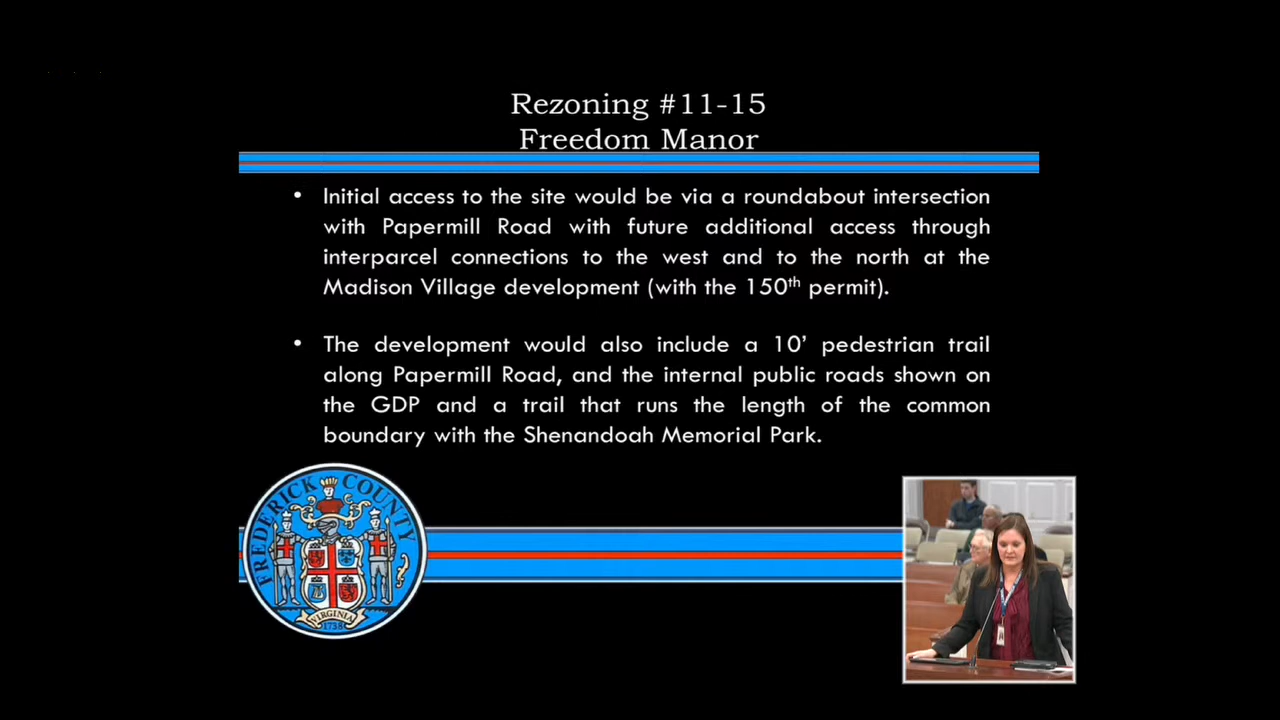 Rezoning #11-15
Freedom Manor
• Initial access to the site would be via a roundabout intersection
with Papermill Road with future additional access through
interparcel connections to the west and to the north at the
Madison Village development (with the 150th permit).
• The development would also include a 10’ pedestrian trail
along Papermill Road, and the internal public roads shown on
the GDP and a trail that runs the length of the common
boundary with the Shenandoah Memorial Park.
FREDERICK COUNTY
VIRGINIA
1738